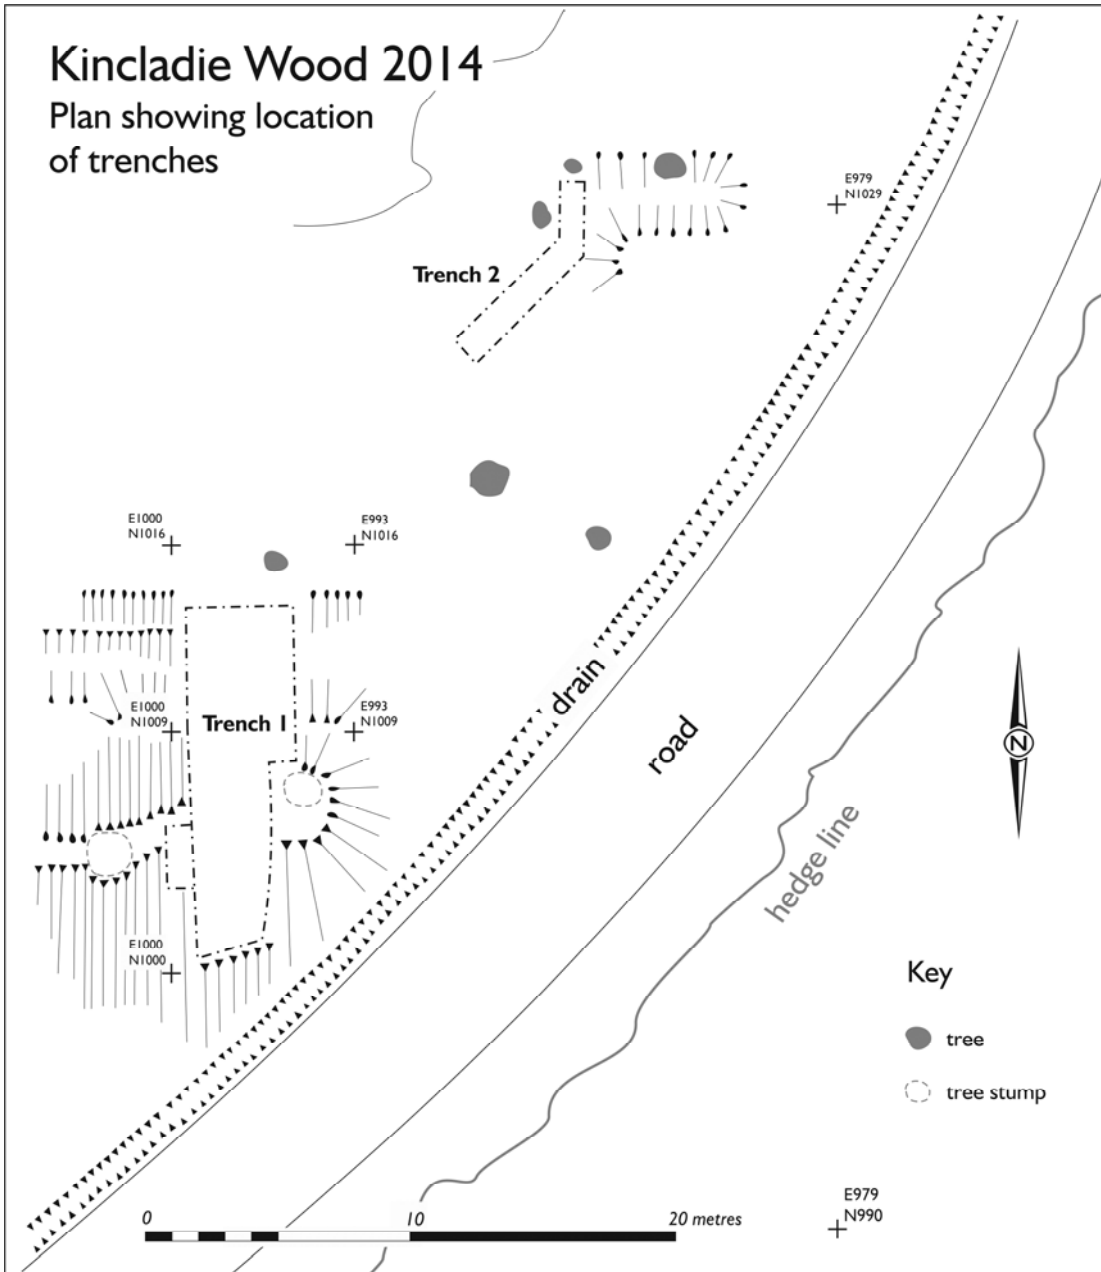 Kincladie Wood 2014
Plan showing location
of trenches
E979
N1029
Trench 2
E1000
N1016
E993
N1016
drain
E1000
N1009
Trench 1
E993
N1009
road
hedge line
N
E1000
N1000
Key
tree
tree stump
E979
N990
0 10 20 metres